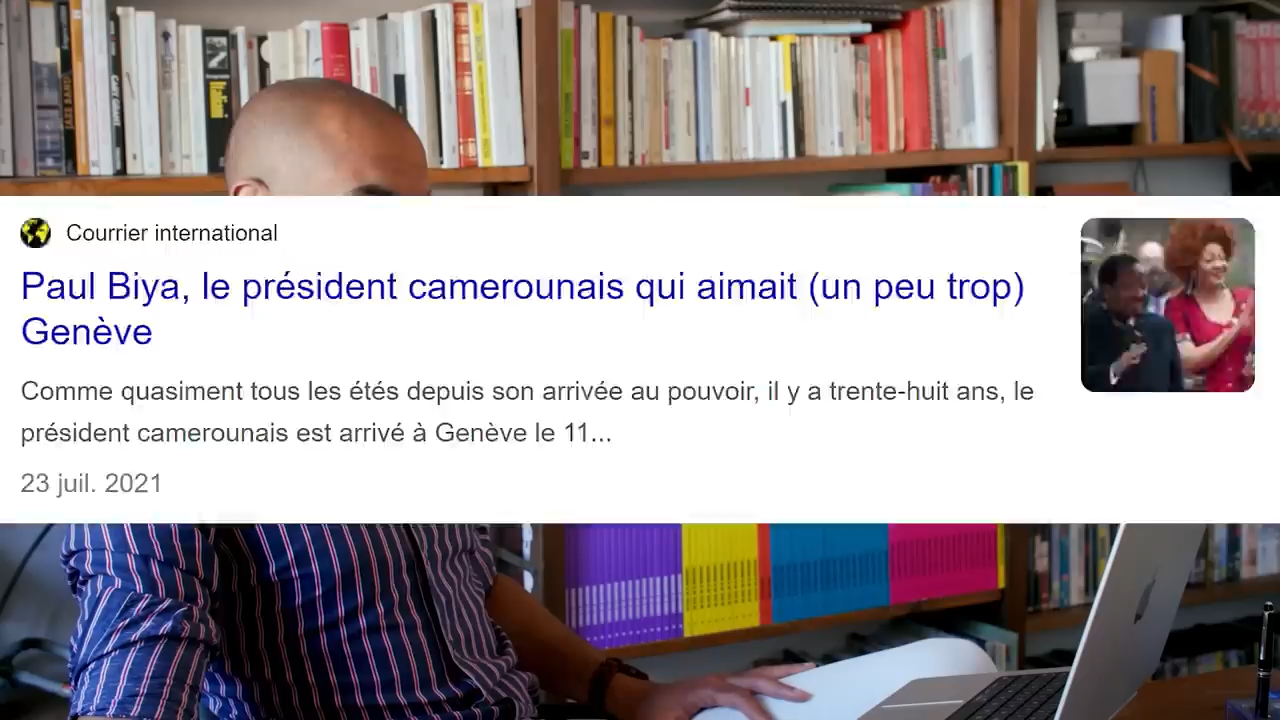 Courrier international
Paul Biya, le président camerounais qui aimait (un peu trop)
Genève
Comme quasiment tous les étés depuis son arrivée au pouvoir, il y a trente-huit ans, le
président camerounais est arrivé à Genève le 11...
23 juil. 2021